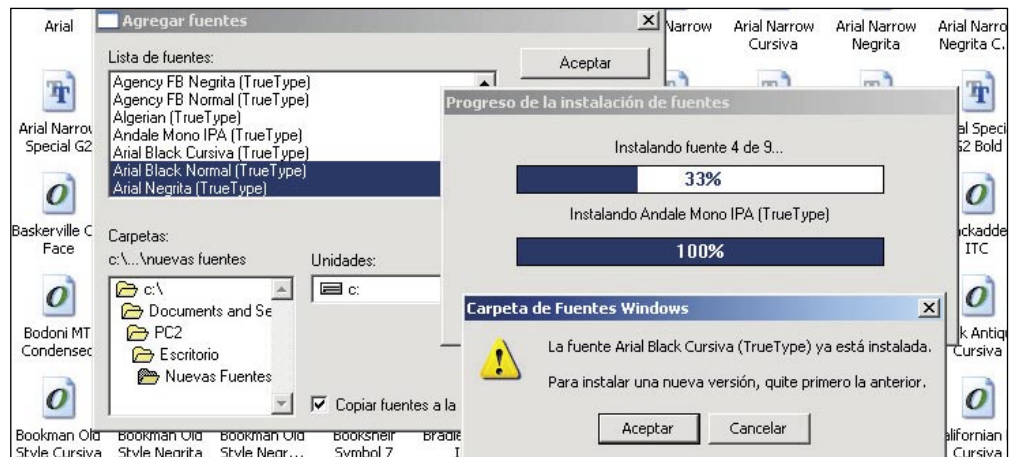 Arial
Agregar fuentes
Narrow
Arial Narrow
Cursiva
Arial Narrow
Negrita
Arial Narro
Negrita C.
Lista de fuentes:
Aceptar
Agency FB Negrita (TrueType)
Agency FB Normal (TrueType)
Algerian (TrueType)
Andale Mono IPA (TrueType)
Arial Black Cursiva (TrueType)
Arial Black Normal (TrueType)
Arial Negrita (TrueType)
Arial Narrow
Special G2
Progreso de la instalación de fuentes
Instalando fuente 4 de 9...
33%
Instalando Andale Mono IPA (TrueType)
100%
al Speci
G2 Bold
Baskerville O
Face
Carpetas:
c:\...\nuevas fuentes
Unidades:
c:
c:\
Documents and Se
PC2
Escritorio
Nuevas Fuentes
Copiar fuentes a la
ckadde
ITC
Bodoni MT
Condensed
Carpeta de Fuentes Windows
La fuente Arial Black Cursiva (TrueType) ya está instalada.
Para instalar una nueva versión, quite primero la anterior.
Aceptar
Cancelar
k Antiqu
Cursiva
Bookman Old
Style Cursiva
Bookman Old
Style Negrita
Bookman Old
Style Negr...
Bookshelf
Symbol 7
Bradle
alifornian
Cursiva